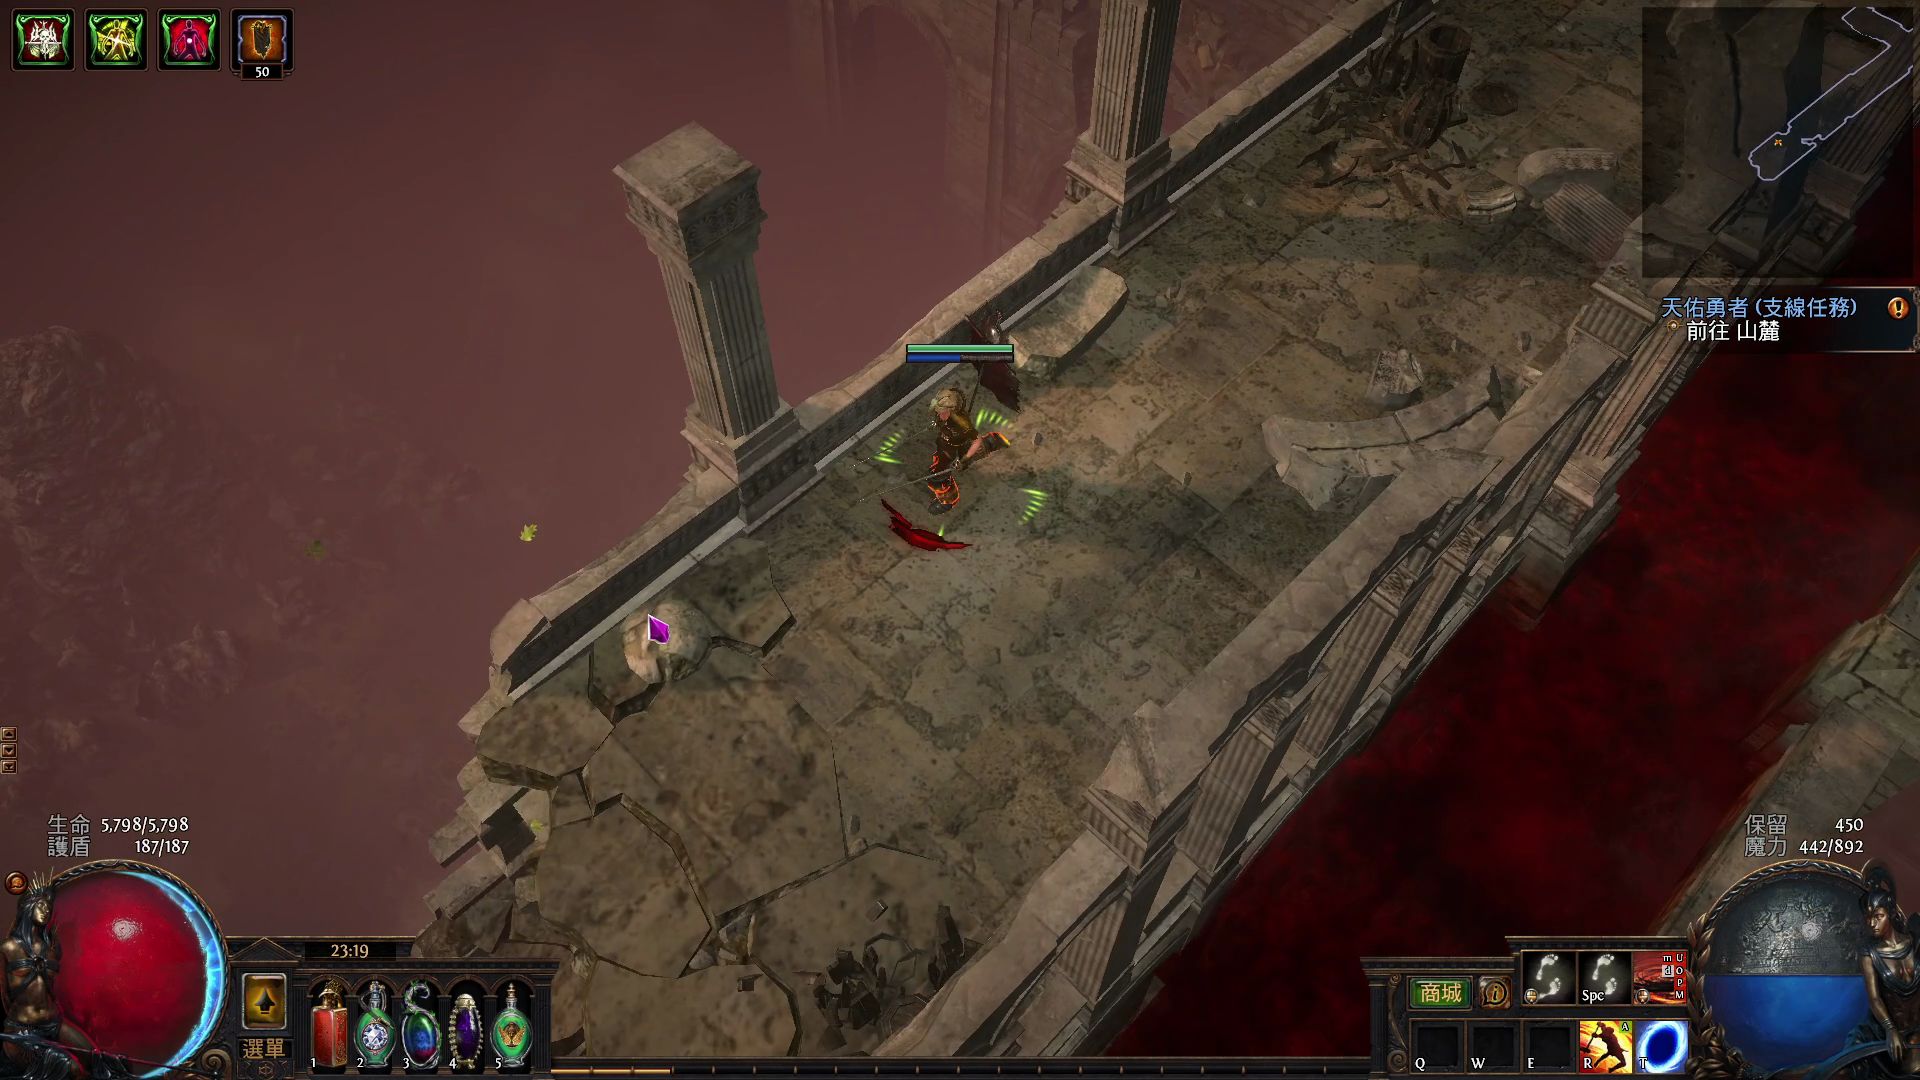 50
天佑勇者 (支線任務)
前往 山麓
生命 5,798/5,798
護盾 187/187
保留 450
魔力 442/892
23:19
選單
1 2 3 4 5
商城
Spc
m U
d O
P
M
Q W E R A T